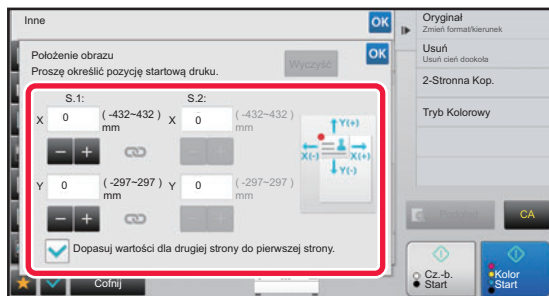 Inne
OK
Położenie obrazu
Proszę określić pozycję startową druku.
Wyczyść
OK
S.1:
S.2:
X 0 (-432~432) mm X 0 (-432~432) mm
Y(+)
X(-) X(+)
Y(-)
− +
− +
Y 0 (-297~297) mm Y 0 (-297~297) mm
− +
− +
Dopasuj wartości dla drugiej strony do pierwszej strony.
Cofnij
Oryginał
Zmień format/kierunek
Usuń
Usuń cień dookoła
2-Stronna Kop.
Tryb Kolorowy
Podgląd
CA
Cz.-b.
Start
Kolor
Start